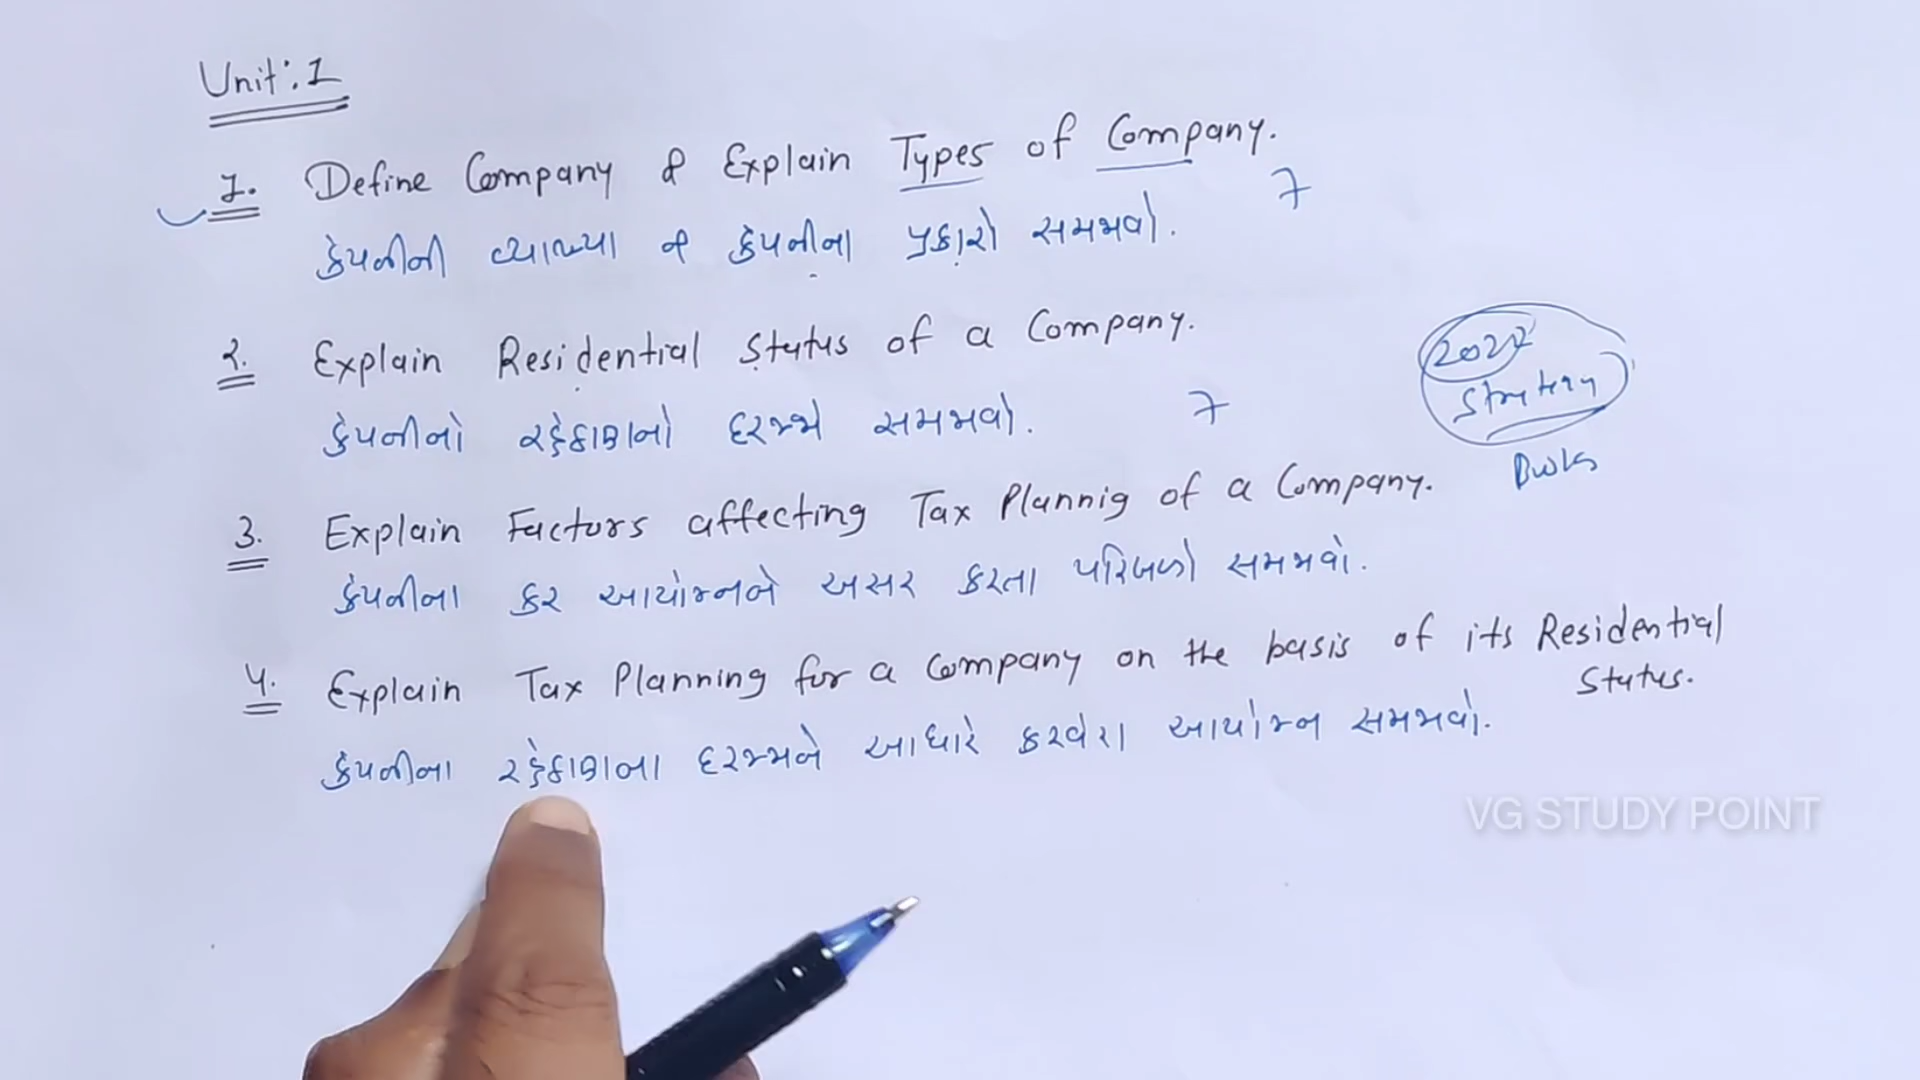 Unit: 1
1. Define Company & Explain Types of Company.
કંપનીની વ્યાખ્યા અને કંપનીના પ્રકારો સમજાવો.
7
2. Explain Residential Status of a Company.
કંપનીનો રહેઠાણનો દરજ્જો સમજાવો.
7
2027
Books
3. Explain Factors affecting Tax Plannig of a Company.
કંપનીના કર આયોજનને અસર કરતા પરિબળો સમજાવો.
4. Explain Tax Planning for a Company on the basis of its Residential
Status.
કંપનીના રહેઠાણના દરજ્જાને આધારે કરવેરા આયોજન સમજાવો.
VG STUDY POINT